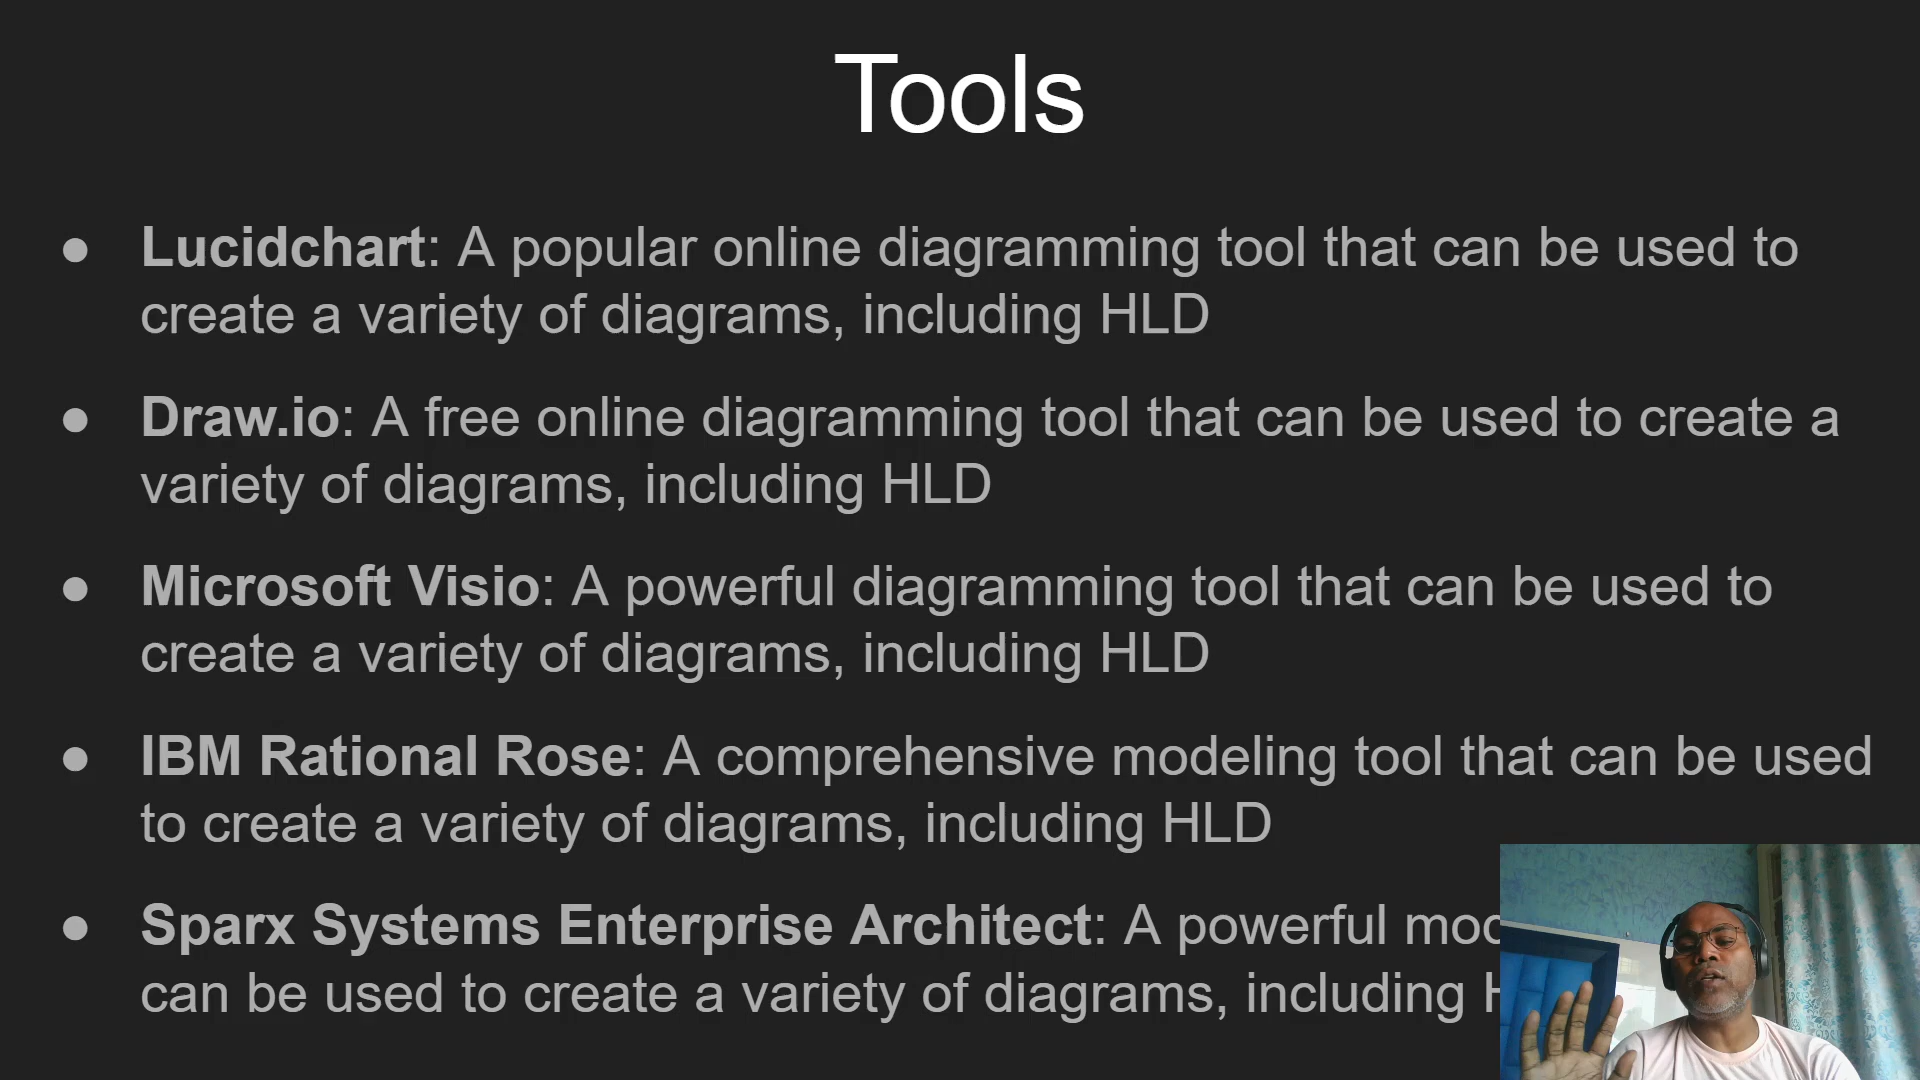 Tools
● Lucidchart: A popular online diagramming tool that can be used to
create a variety of diagrams, including HLD
● Draw.io: A free online diagramming tool that can be used to create a
variety of diagrams, including HLD
● Microsoft Visio: A powerful diagramming tool that can be used to
create a variety of diagrams, including HLD
● IBM Rational Rose: A comprehensive modeling tool that can be used
to create a variety of diagrams, including HLD
● Sparx Systems Enterprise Architect: A powerful
can be used to create a variety of diagrams, including